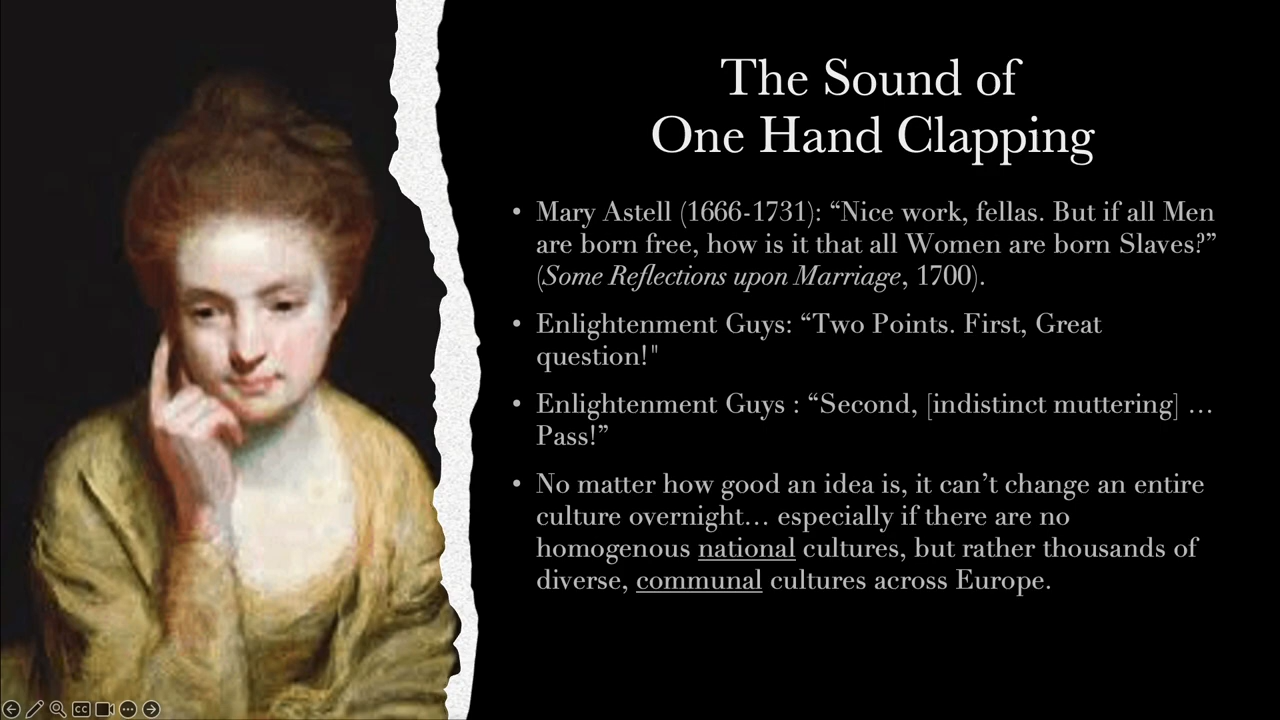 The Sound of
One Hand Clapping
• Mary Astell (1666-1731): “Nice work, fellas. But if all Men
are born free, how is it that all Women are born Slaves?”
(Some Reflections upon Marriage, 1700).
• Enlightenment Guys: “Two Points. First, Great
question!"
• Enlightenment Guys : “Second, [indistinct muttering] …
Pass!”
• No matter how good an idea is, it can’t change an entire
culture overnight… especially if there are no
homogenous national cultures, but rather thousands of
diverse, communal cultures across Europe.
CC